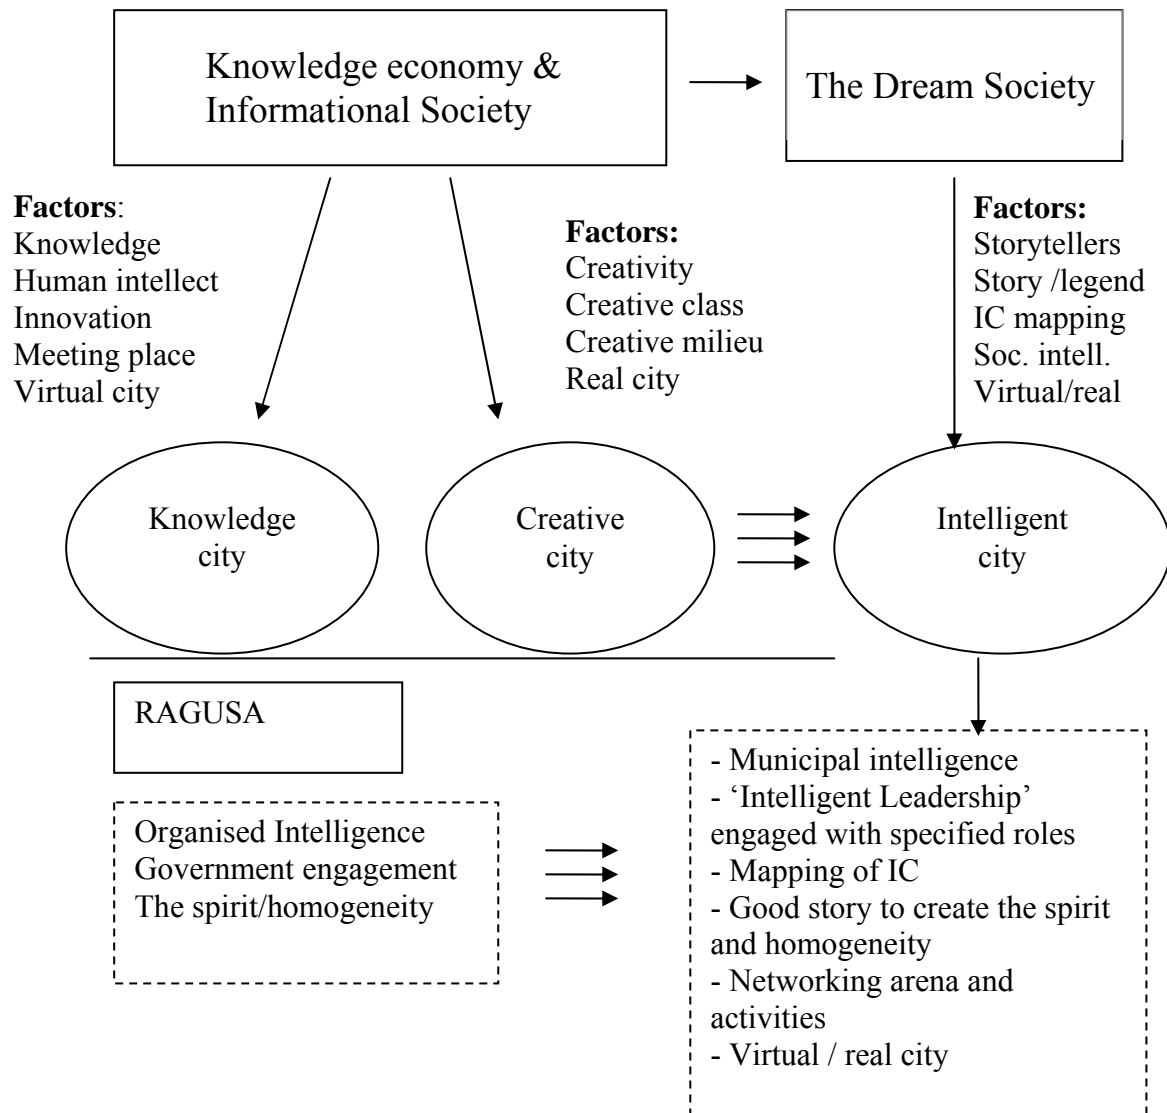 Knowledge economy &
Informational Society
The Dream Society
Factors:
Knowledge
Human intellect
Innovation
Meeting place
Virtual city
Factors:
Creativity
Creative class
Creative milieu
Real city
Factors:
Storytellers
Story /legend
IC mapping
Soc. intell.
Virtual/real
Knowledge
city
Creative
city
Intelligent
city
RAGUSA
Organised Intelligence
Government engagement
The spirit/homogeneity
- Municipal intelligence
- ‘Intelligent Leadership’
engaged with specified roles
- Mapping of IC
- Good story to create the spirit
and homogeneity
- Networking arena and
activities
- Virtual / real city